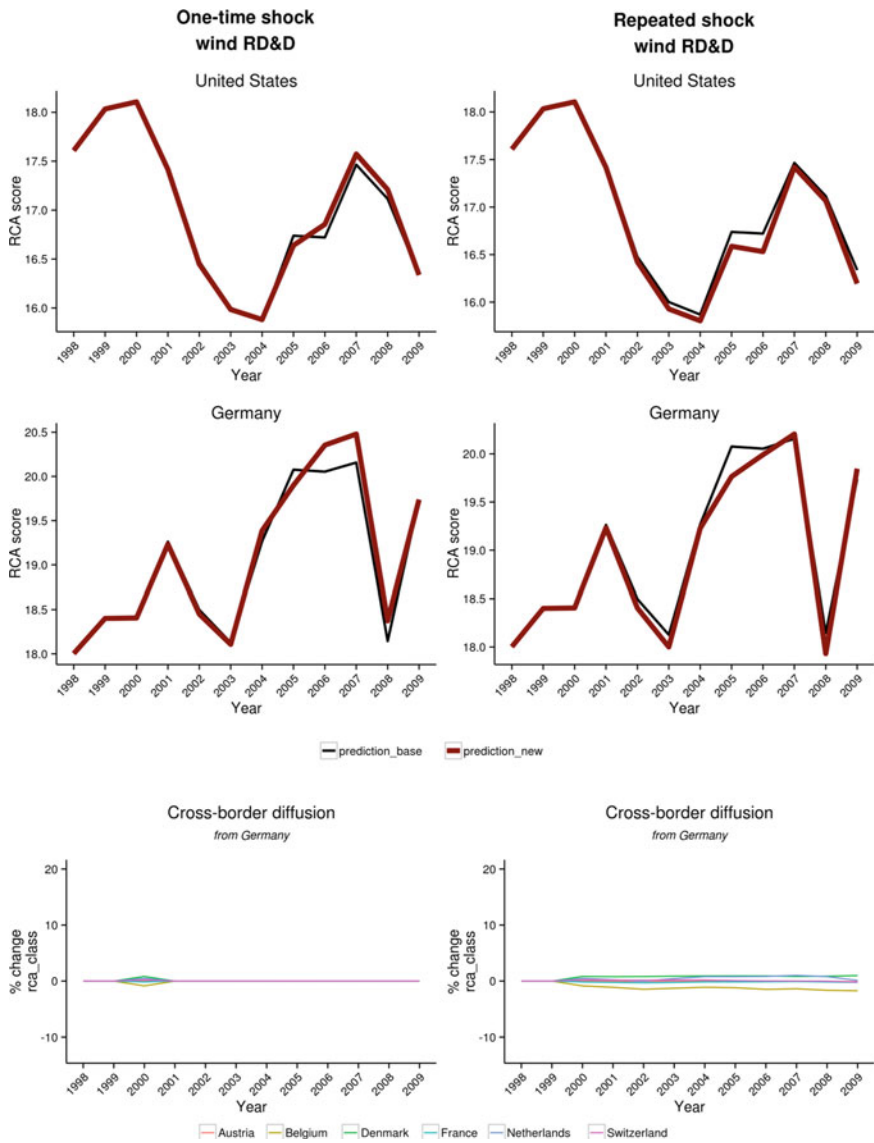 One-time shock
wind RD&D
Repeated shock
wind RD&D
United States
18.0
17.5
17.0
16.5
16.0
RCA score
1998 1999 2000 2001 2002 2003 2004 2005 2006 2007 2008 2009
Year
United States
18.0
17.5
17.0
16.5
16.0
RCA score
1998 1999 2000 2001 2002 2003 2004 2005 2006 2007 2008 2009
Year
Germany
20.5
20.0
19.5
19.0
18.5
18.0
RCA score
1998 1999 2000 2001 2002 2003 2004 2005 2006 2007 2008 2009
Year
Germany
20.0
19.5
19.0
18.5
18.0
RCA score
1998 1999 2000 2001 2002 2003 2004 2005 2006 2007 2008 2009
Year
prediction_base prediction_new
Cross-border diffusion
from Germany
20
10
0
-10
% change
rca_class
1998 1999 2000 2001 2002 2003 2004 2005 2006 2007 2008 2009
Year
Cross-border diffusion
from Germany
20
10
0
-10
% change
rca_class
1998 1999 2000 2001 2002 2003 2004 2005 2006 2007 2008 2009
Year
Austria Belgium Denmark France Netherlands Switzerland